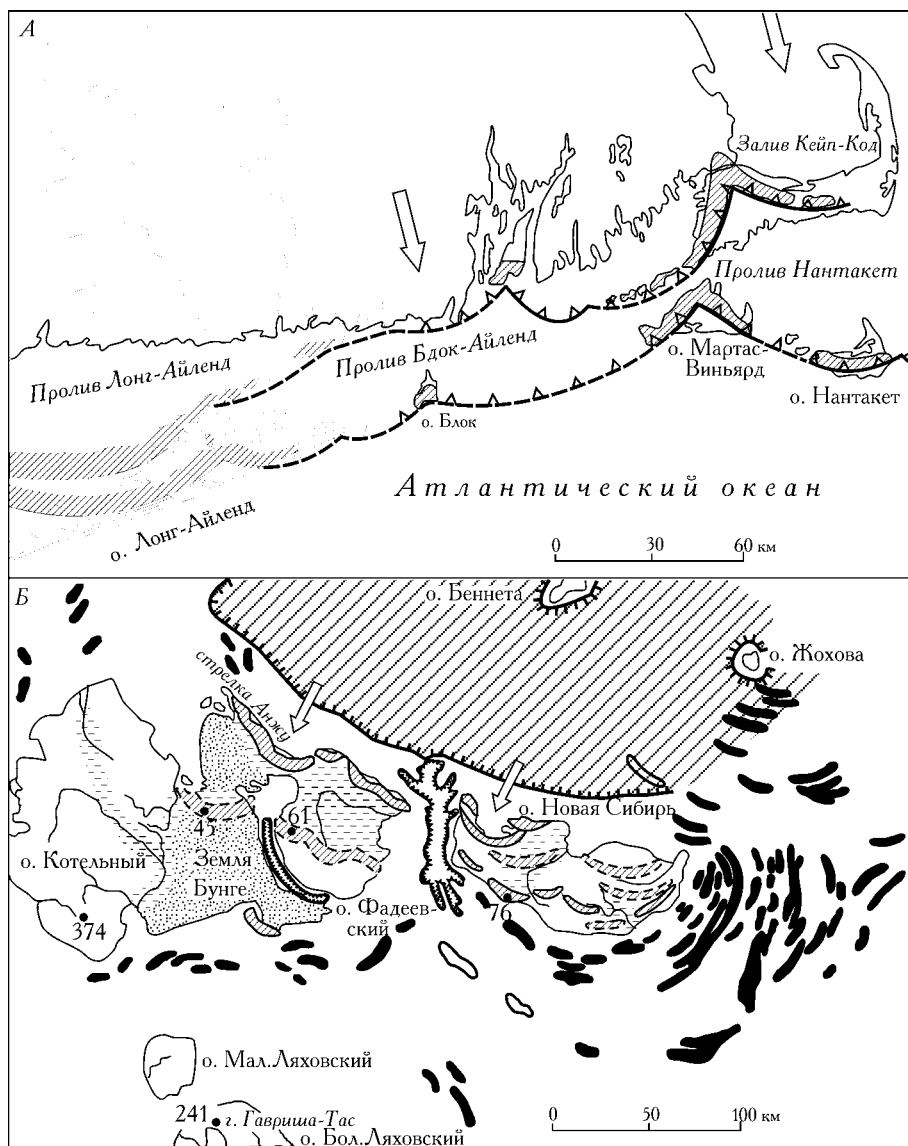 А
Залив Кейп-Код
Пролив Нантакет
Пролив Бдок-Айленд
Пролив Лонг-Айленд
о. Мартас-
Виньярд
о. Нантакет
о. Блок
Атлантический океан
о. Лонг-Айленд
0 30 60 км
Б
о. Беннета
о. Жохова
стрелка Анжу
о. Новая Сибирь
45
61
о. Котельный
Земля
Бунге
374
о. Фадеев-
ский
76
о. Мал.Ляховский
241
г. Гавриша-Тас
о. Бол.Ляховский
0 50 100 км